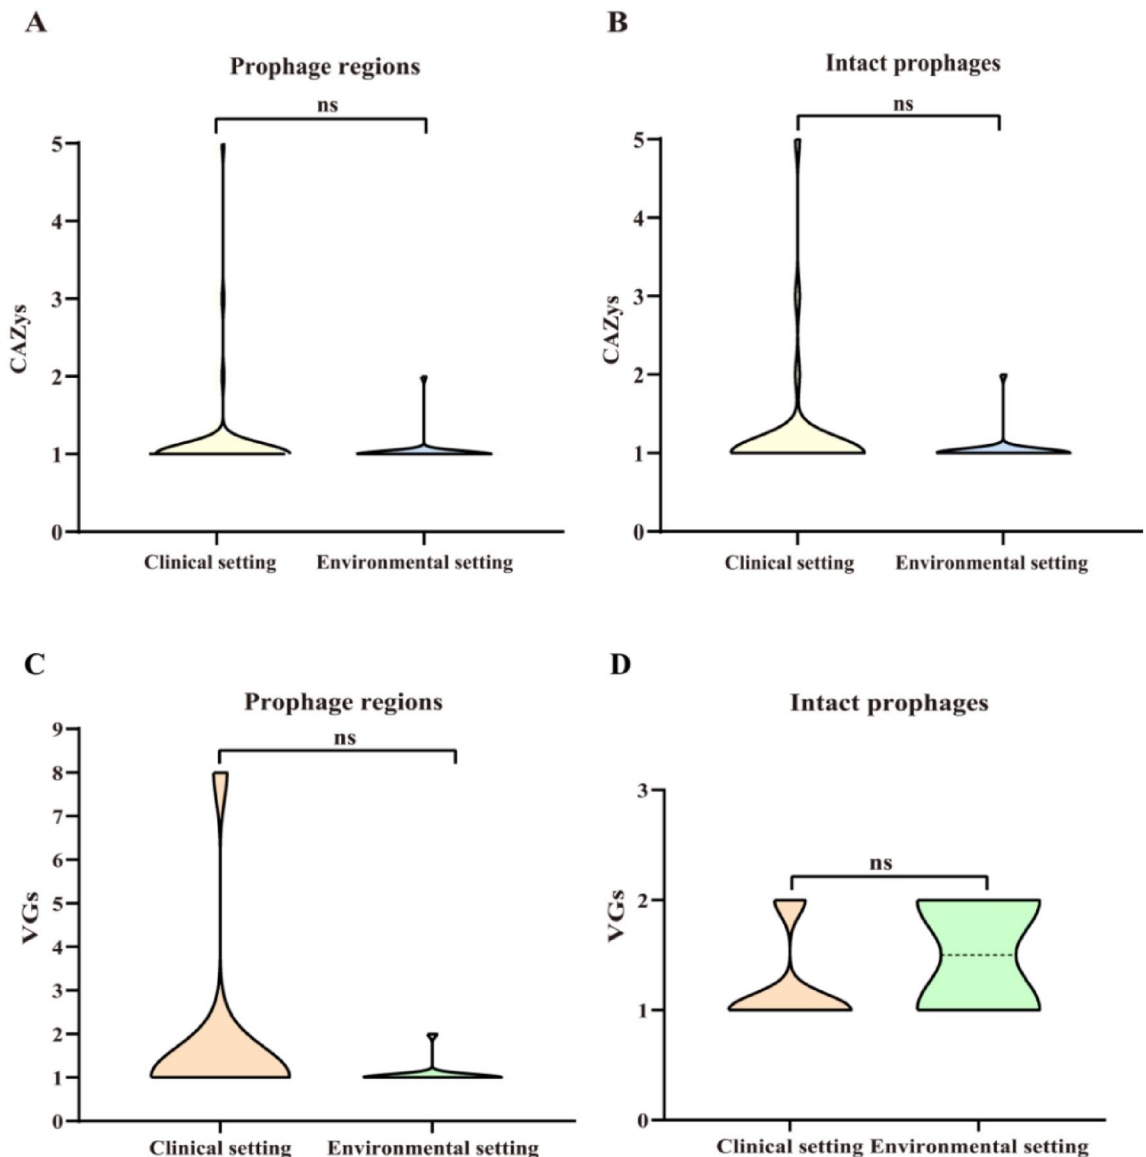 A
Prophage regions
ns
CAZys
5
4
3
2
1
0
Clinical setting Environmental setting
B
Intact prophages
ns
CAZys
5
4
3
2
1
0
Clinical setting Environmental setting
C
Prophage regions
ns
VGs
9
8
7
6
5
4
3
2
1
0
Clinical setting Environmental setting
D
Intact prophages
ns
VGs
3
2
1
0
Clinical setting Environmental setting